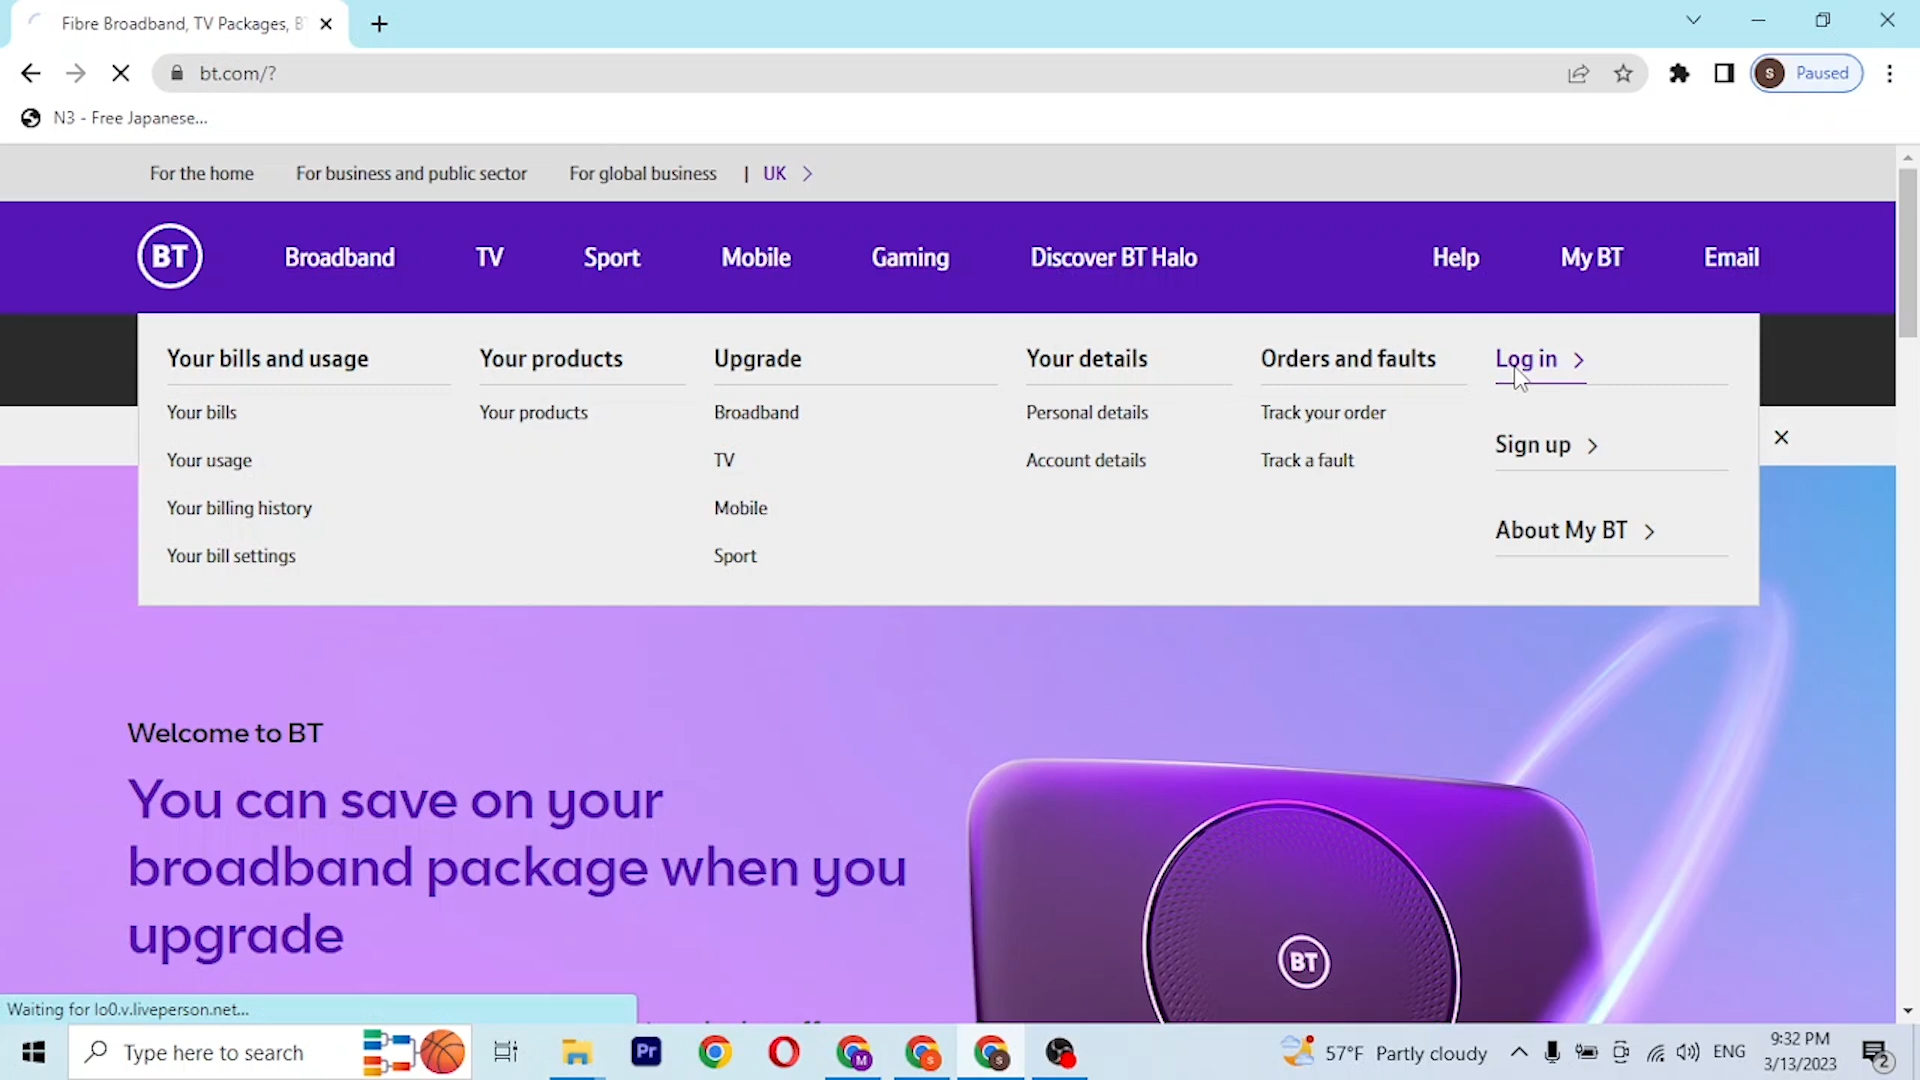 Fibre Broadband, TV Packages, B
bt.com/?
S Paused
N3 - Free Japanese...
For the home For business and public sector For global business | UK
BT Broadband TV Sport Mobile Gaming Discover BT Halo Help My BT Email
Your bills and usage
Your bills
Your usage
Your billing history
Your bill settings
Your products
Your products
Upgrade
Broadband
TV
Mobile
Sport
Your details
Personal details
Account details
Orders and faults
Track your order
Track a fault
Log in
Sign up
About My BT
Welcome to BT
You can save on your
broadband package when you
upgrade
BT
Waiting for lo0.v.liveperson.net...
Type here to search
Pr
M
S
S
57°F Partly cloudy
ENG
9:32 PM
3/13/2023
2